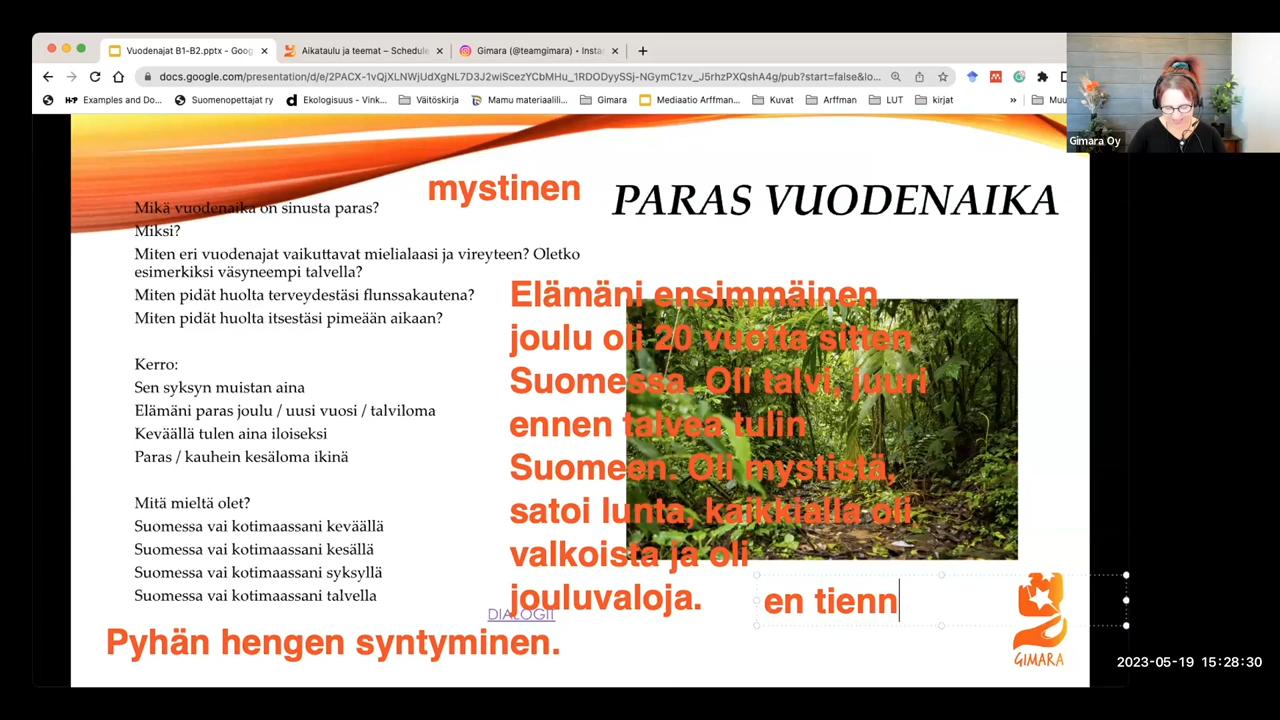 Vuodenajat B1-B2.pptx - Goog
Aikataulu ja teemat – Schedule
Gimara (@teamgimara) • Insta
docs.google.com/presentation/d/e/2PACX-1vQjXLNWjUdXgNL7D3J2wiScezYCbMHu_1RDODyySSj-NGymC1zv_J5rhzPXQshA4g/pub?start=false&lo...
Examples and Do...
Suomenopettajat ry
Ekologisuus - Vink...
Väitöskirja
Mamu materiaalili...
Gimara
Mediaatio Arffman...
Kuvat
Arffman
LUT
kirjat
»
Muu
Gimara Oy
mystinen
PARAS VUODENAIKA
Mikä vuodenaika on sinusta paras?
Miksi?
Miten eri vuodenajat vaikuttavat mielialaasi ja vireyteen? Oletko
esimerkiksi väsyneempi talvella?
Miten pidät huolta terveydestäsi flunssakautena?
Miten pidät huolta itsestäsi pimeään aikaan?
Kerro:
Sen syksyn muistan aina
Elämäni paras joulu / uusi vuosi / talviloma
Keväällä tulen aina iloiseksi
Paras / kauhein kesäloma ikinä
Mitä mieltä olet?
Suomessa vai kotimaassani keväällä
Suomessa vai kotimaassani kesällä
Suomessa vai kotimaassani syksyllä
Suomessa vai kotimaassani talvella
Elämäni ensimmäinen
joulu oli 20 vuotta sitten
Suomessa. Oli talvi, juuri
ennen talvea tulin
Suomeen. Oli mystistä,
satoi lunta, kaikkialla oli
valkoista ja oli
jouluvaloja.
en tienn
DIALOGIT
Pyhän hengen syntyminen.
GIMARA
2023-05-19 15:28:30